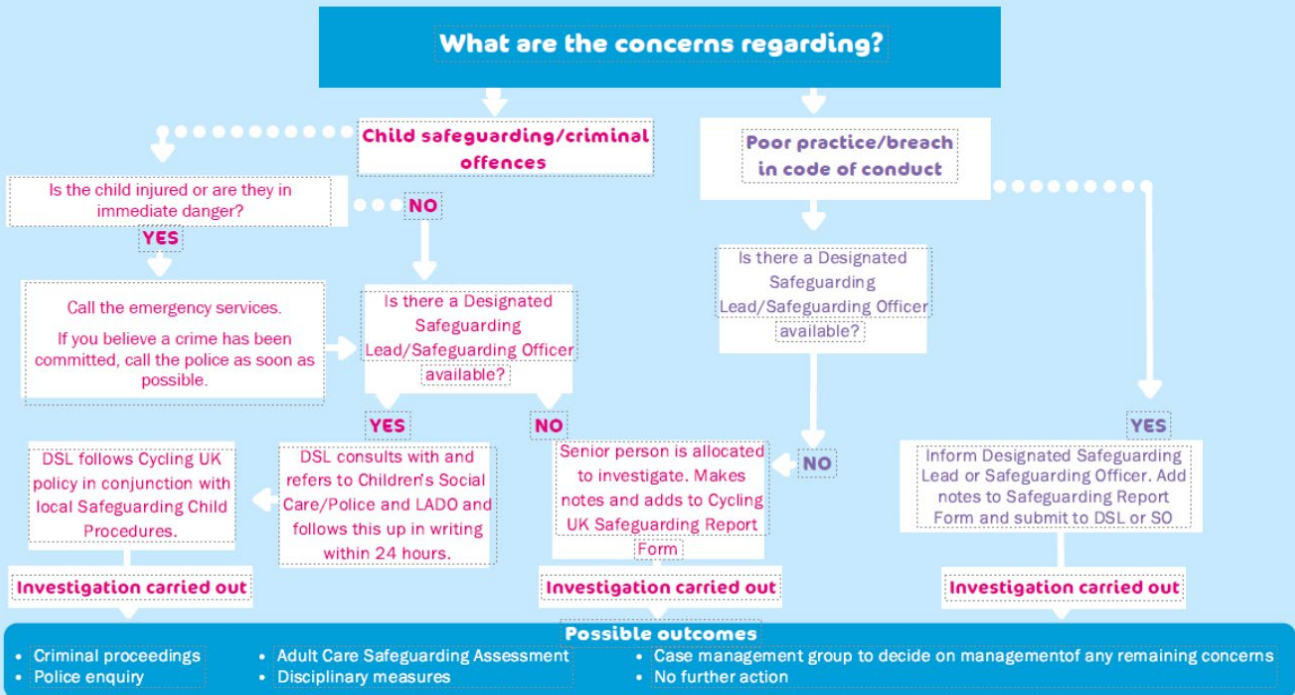 What are the concerns regarding?
Child safeguarding/criminal
offences
Poor practice/breach
in code of conduct
Is the child injured or are they in
immediate danger?
NO
YES
Call the emergency services.
If you believe a crime has been
committed, call the police as soon as
possible.
Is there a Designated
Safeguarding
Lead/Safeguarding Officer
available?
Is there a Designated
Safeguarding
Lead/Safeguarding Officer
available?
YES
NO
NO
YES
DSL follows Cycling UK
policy in conjunction with
local Safeguarding Child
Procedures.
DSL consults with and
refers to Children's Social
Care/Police and LADO and
follows this up in writing
within 24 hours.
Senior person is allocated
to investigate. Makes
notes and adds to Cycling
UK Safeguarding Report
Form
Inform Designated Safeguarding
Lead or Safeguarding Officer. Add
notes to Safeguarding Report
Form and submit to DSL or SO
Investigation carried out
Investigation carried out
Investigation carried out
Possible outcomes
• Criminal proceedings
• Police enquiry
• Adult Care Safeguarding Assessment
• Disciplinary measures
• Case management group to decide on managementof any remaining concerns
• No further action